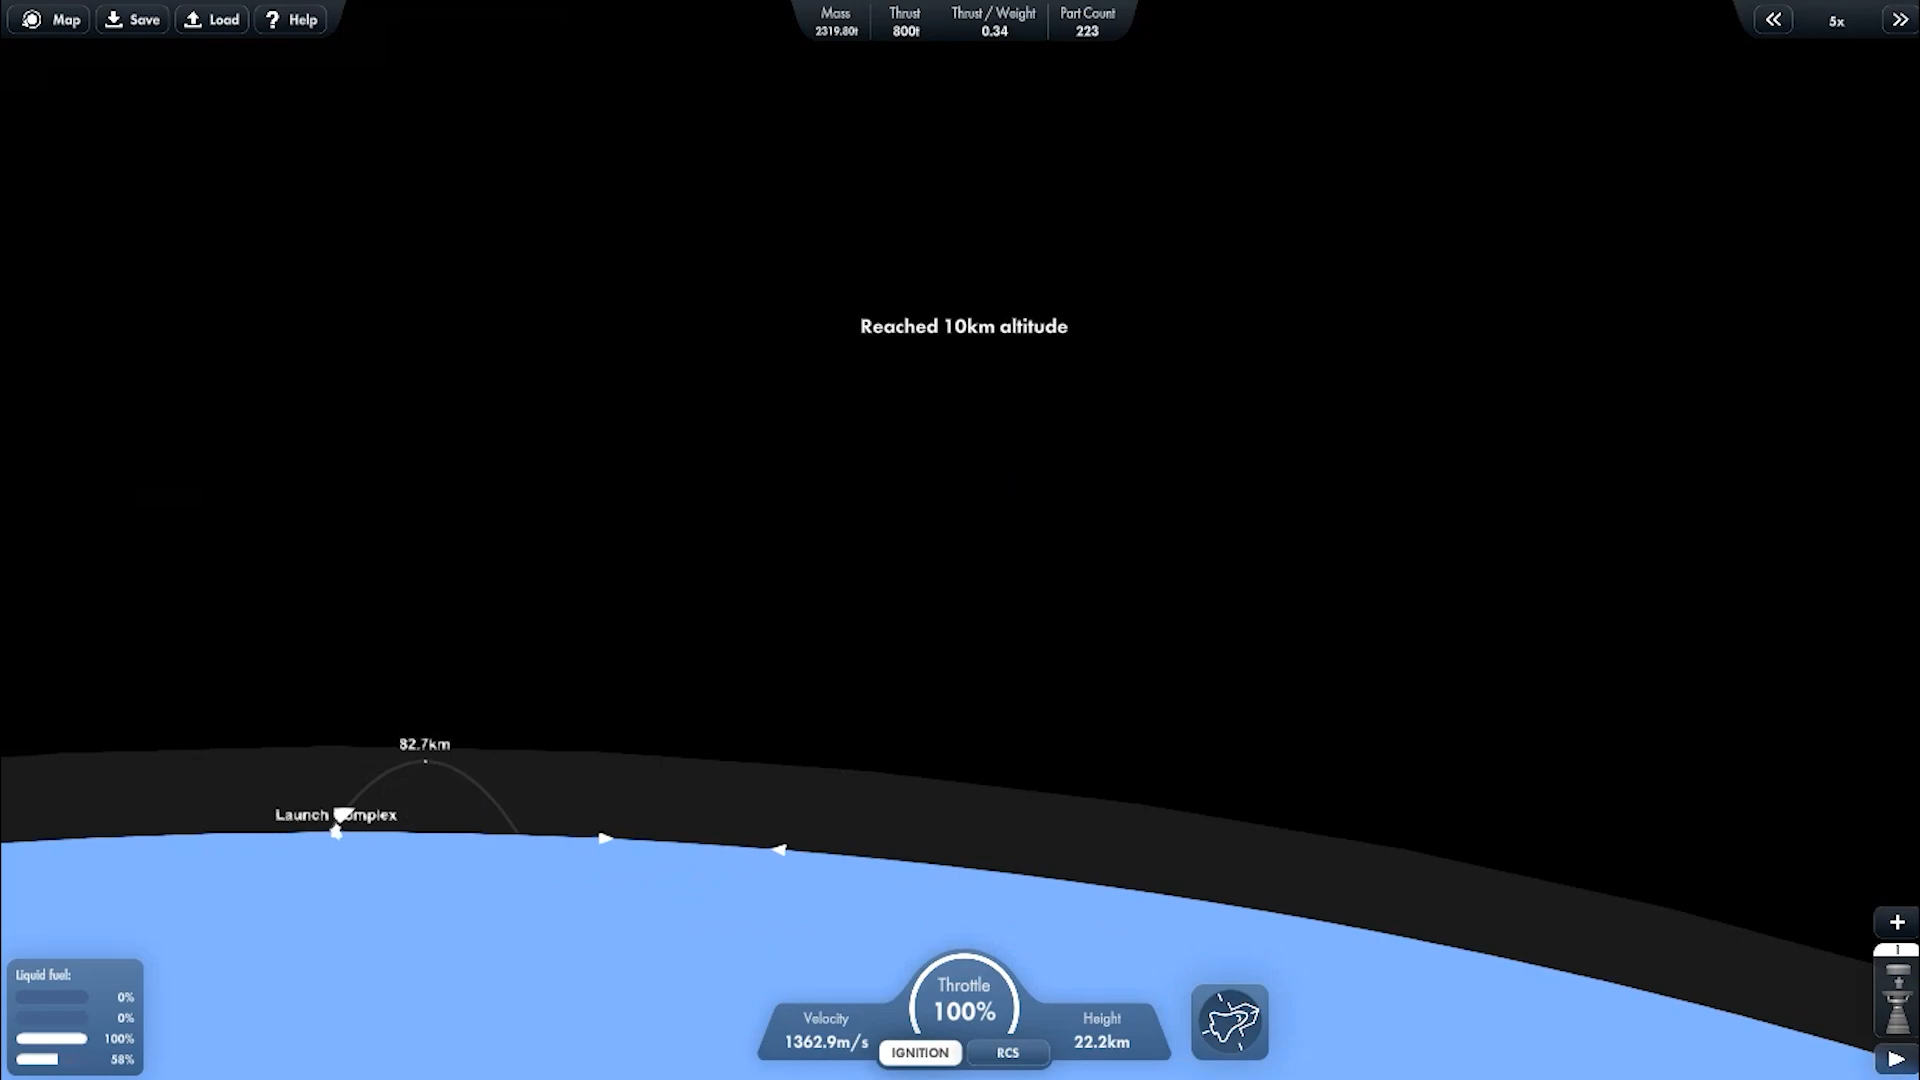 Map Save Load ? Help
Mass Thrust Thrust / Weight Part Count
2319.80t 800t 0.34 223
5x
Reached 10km altitude
82.7km
Launch
Liquid fuel:
0%
0%
100%
58%
Throttle
100%
Velocity
1362.9m/s
Height
22.2km
IGNITION RCS
1